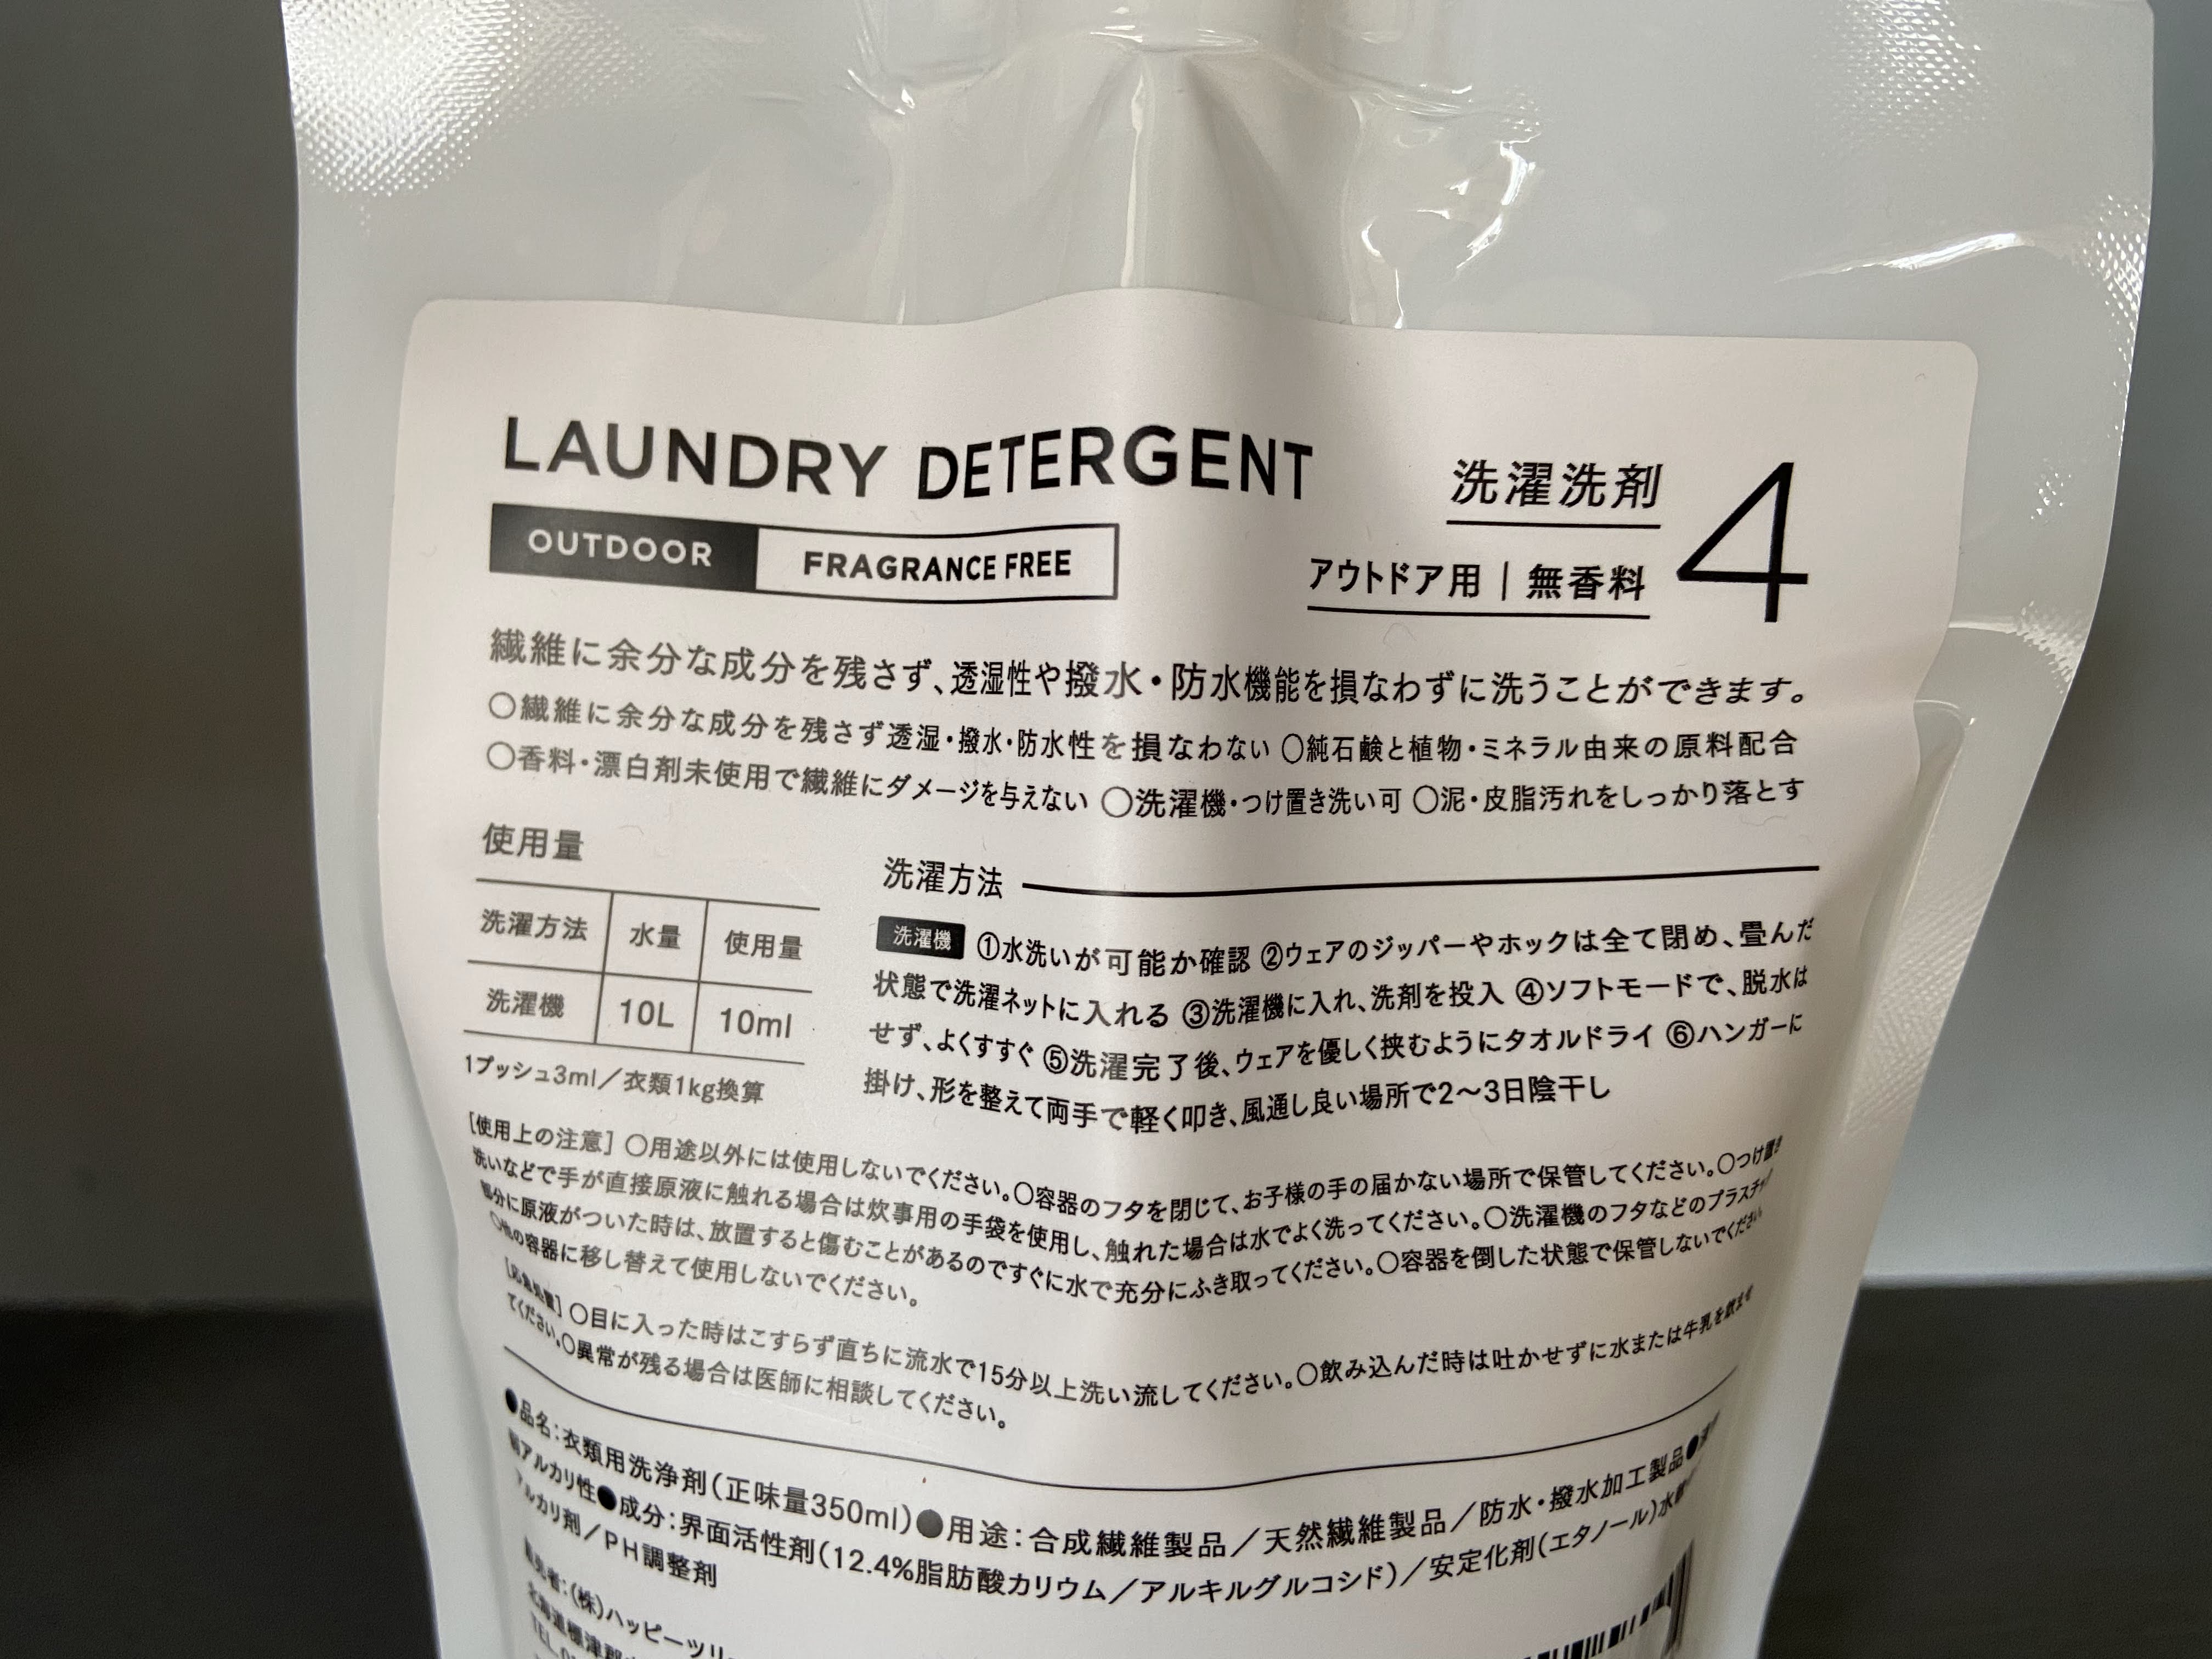 LAUNDRY DETERGENT
洗濯洗剤
4
OUTDOOR FRAGRANCE FREE
アウトドア用｜無香料
繊維に余分な成分を残さず、透湿性や撥水・防水機能を損なわずに洗うことができます。
○繊維に余分な成分を残さず透湿・撥水・防水性を損なわない ○純石鹸と植物・ミネラル由来の原料配合
○香料・漂白剤未使用で繊維にダメージを与えない ○洗濯機・つけ置き洗い可 ○泥・皮脂汚れをしっかり落とす
使用量
洗濯方法 水量 使用量
洗濯機 10L 10ml
1プッシュ3ml／衣類1kg換算
洗濯方法
洗濯機 ①水洗いが可能か確認 ②ウェアのジッパーやホックは全て閉め、畳んだ
状態で洗濯ネットに入れる ③洗濯機に入れ、洗剤を投入 ④ソフトモードで、脱水は
せず、よくすすぐ ⑤洗濯完了後、ウェアを優しく挟むようにタオルドライ ⑥ハンガーに
掛け、形を整えて両手で軽く叩き、風通し良い場所で2～3日陰干し
［使用上の注意］ ○用途以外には使用しないでください。○容器のフタを閉じて、お子様の手の届かない場所で保管してください。○つけ置き
洗いなどで手が直接原液に触れる場合は炊事用の手袋を使用し、触れた場合は水でよく洗ってください。○洗濯機のフタなどのプラスチック
部分に原液がついた時は、放置すると傷むことがあるのですぐに水で充分にふき取ってください。○容器を倒した状態で保管しないでください。
○他の容器に移し替えて使用しないでください。
［応急処置］ ○目に入った時はこすらず直ちに流水で15分以上洗い流してください。○飲み込んだ時は吐かせずに水または牛乳を飲ませ
てください。○異常が残る場合は医師に相談してください。
●品名：衣類用洗浄剤（正味量350ml）●用途：合成繊維製品／天然繊維製品／防水・撥水加工製品●
弱アルカリ性●成分：界面活性剤（12.4%脂肪酸カリウム／アルキルグルコシド）／安定化剤（エタノール）
アルカリ剤／PH調整剤
（株）ハッピーツリ
北海道標津郡
TEL